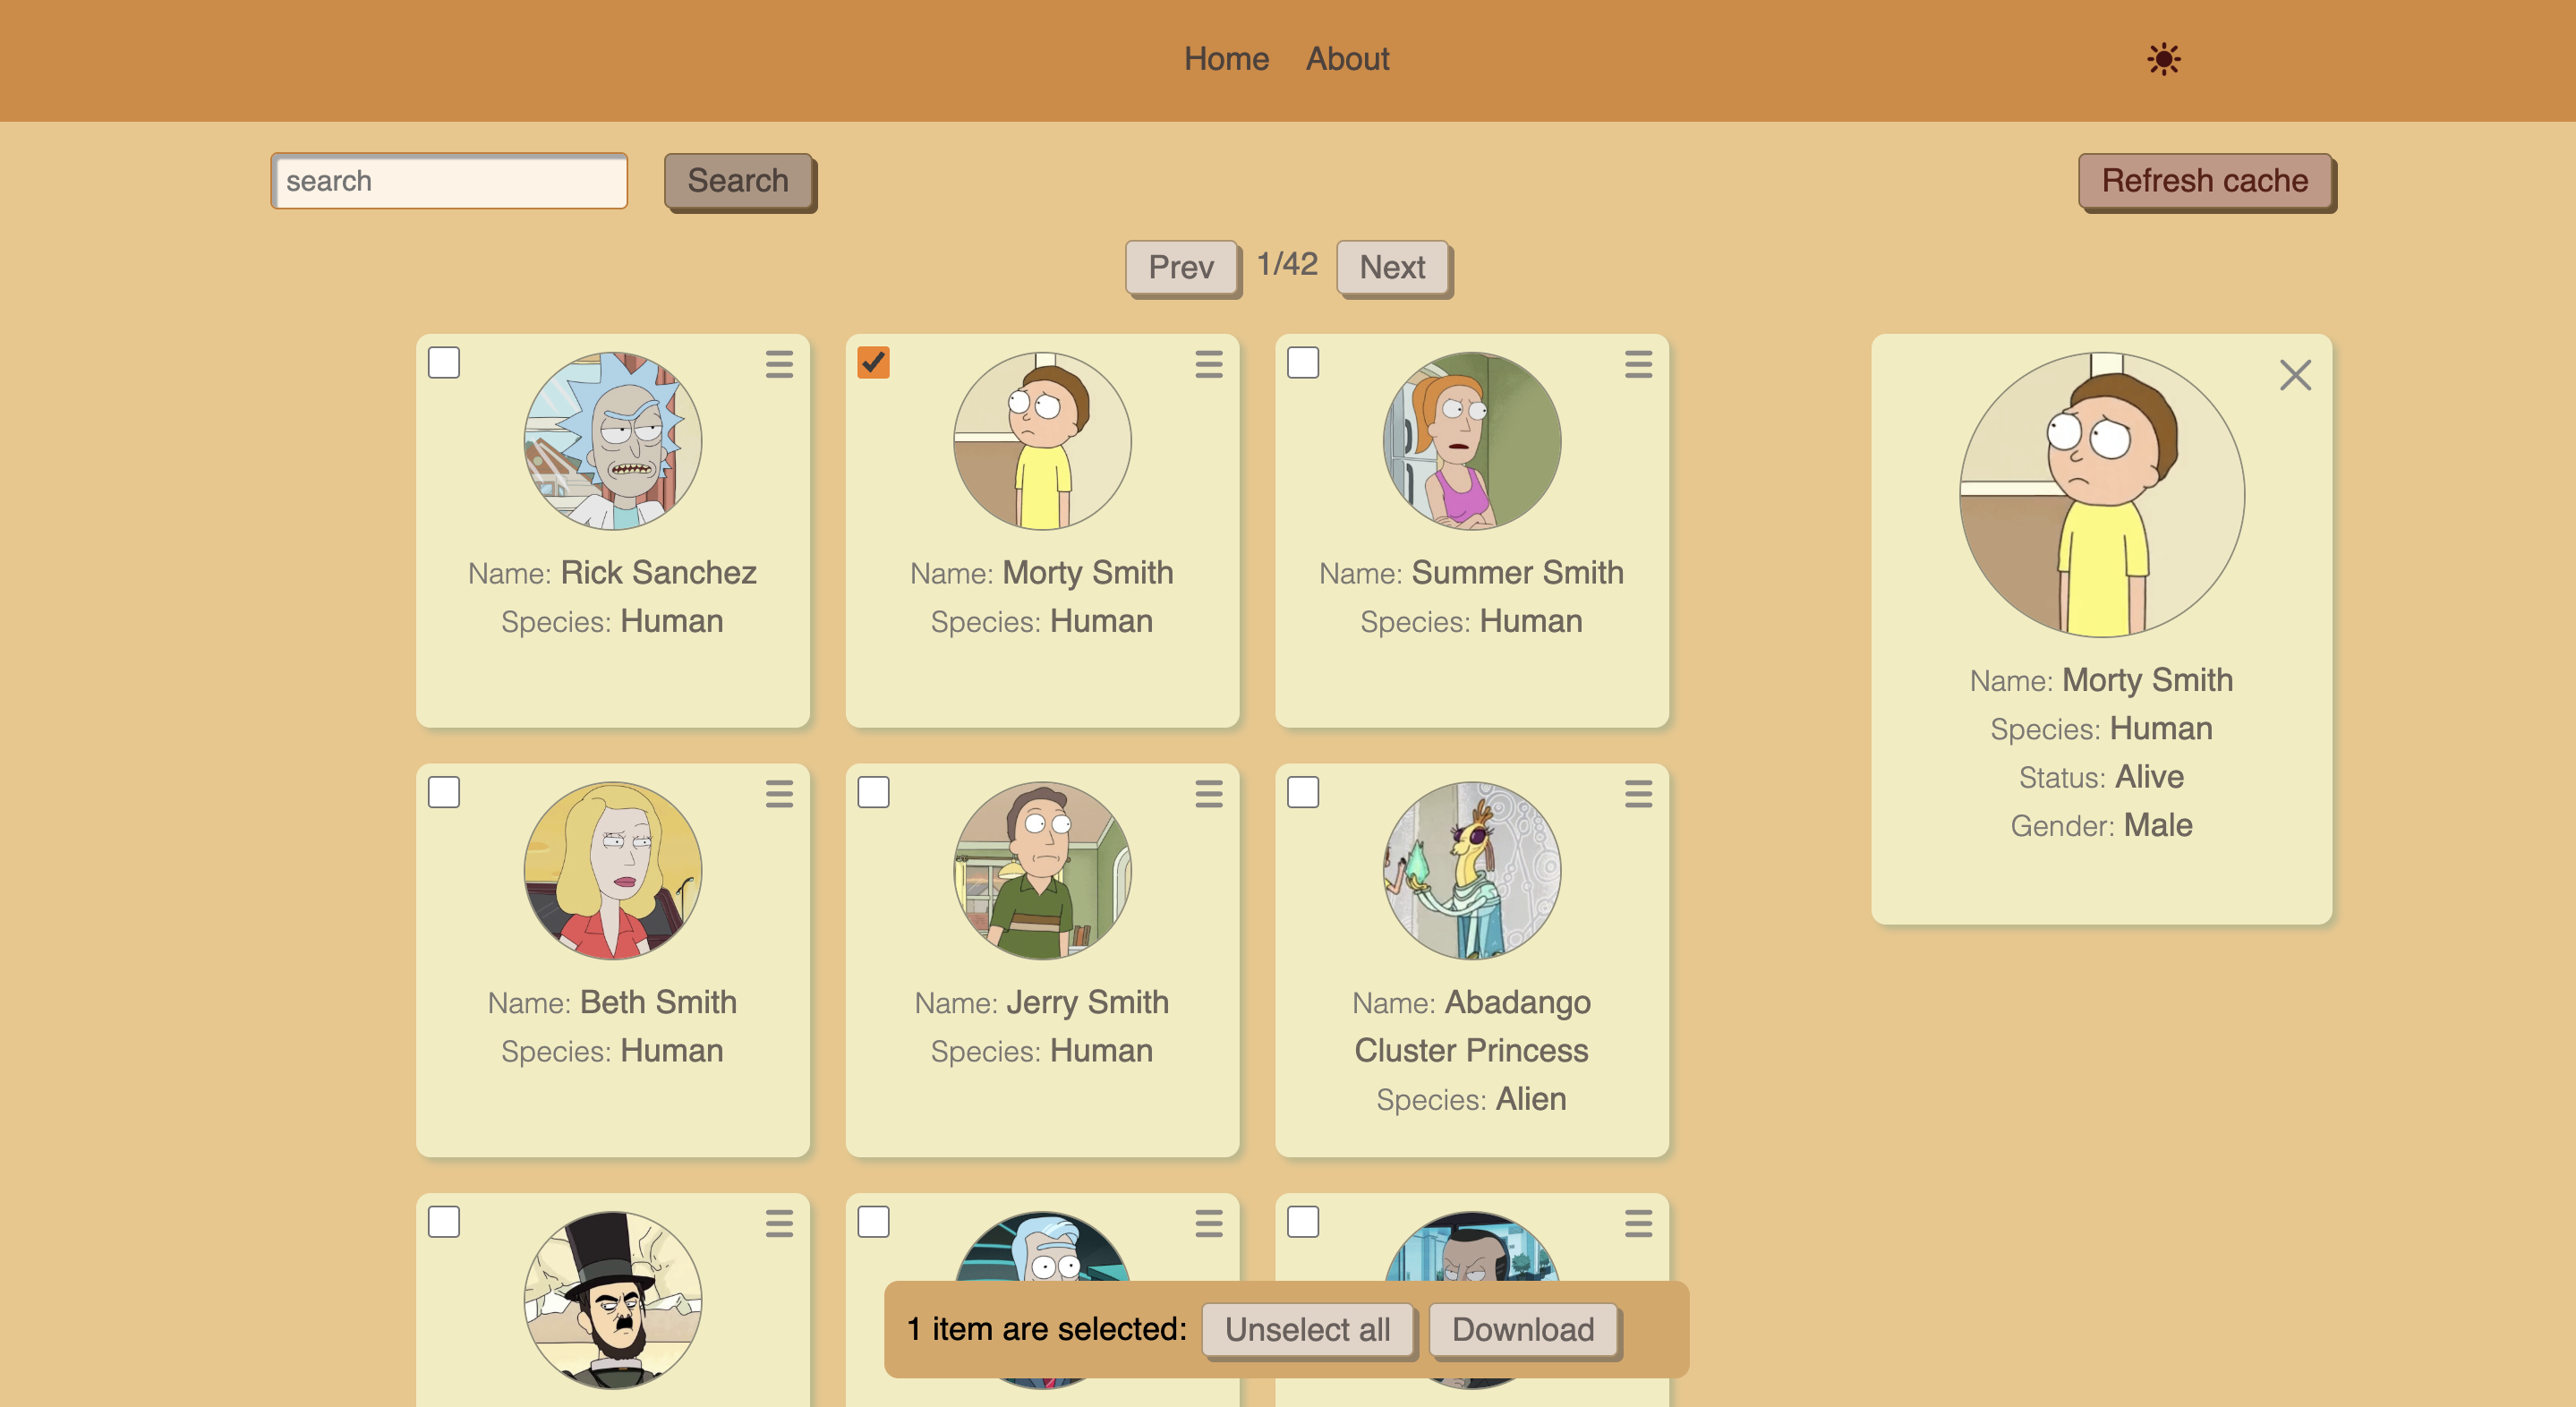 Home About
search Search Refresh cache
Prev 1/42 Next
Name: Rick Sanchez
Species: Human
Name: Morty Smith
Species: Human
Name: Summer Smith
Species: Human
Name: Morty Smith
Species: Human
Status: Alive
Gender: Male
Name: Beth Smith
Species: Human
Name: Jerry Smith
Species: Human
Name: Abadango
Cluster Princess
Species: Alien
1 item are selected: Unselect all Download